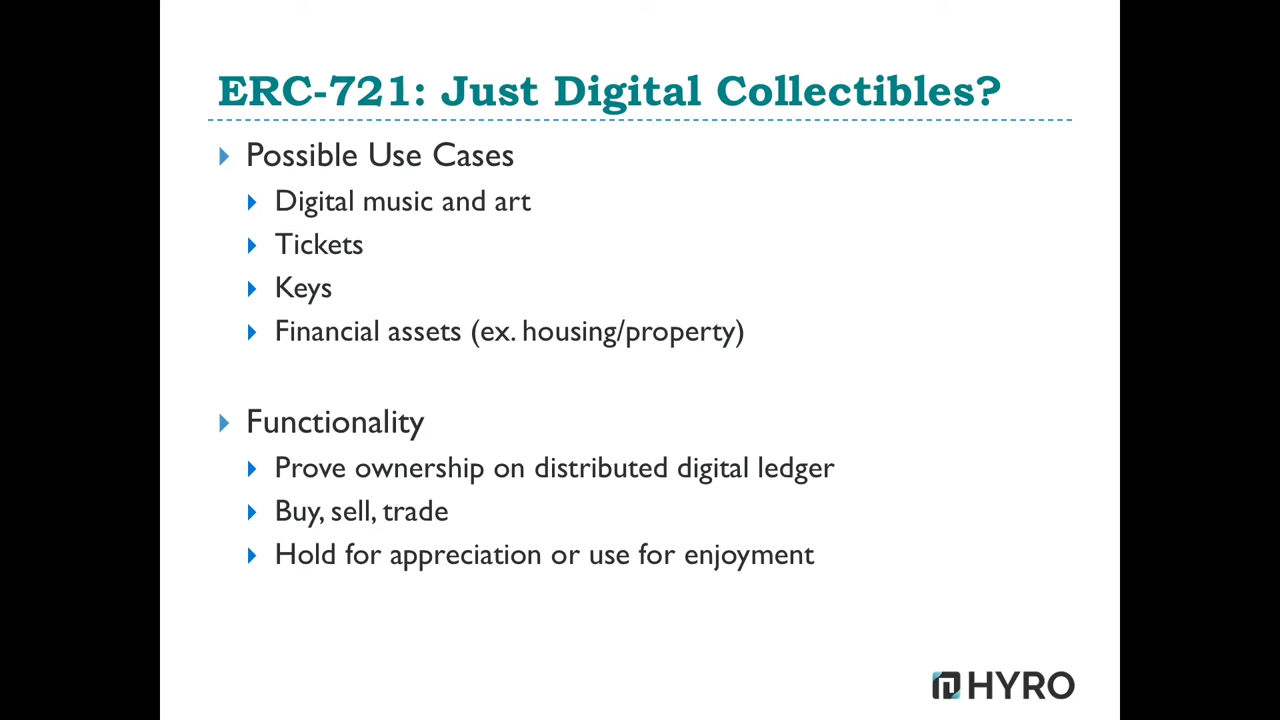 ERC-721: Just Digital Collectibles?
Possible Use Cases
Digital music and art
Tickets
Keys
Financial assets (ex. housing/property)
Functionality
Prove ownership on distributed digital ledger
Buy, sell, trade
Hold for appreciation or use for enjoyment
HYRO